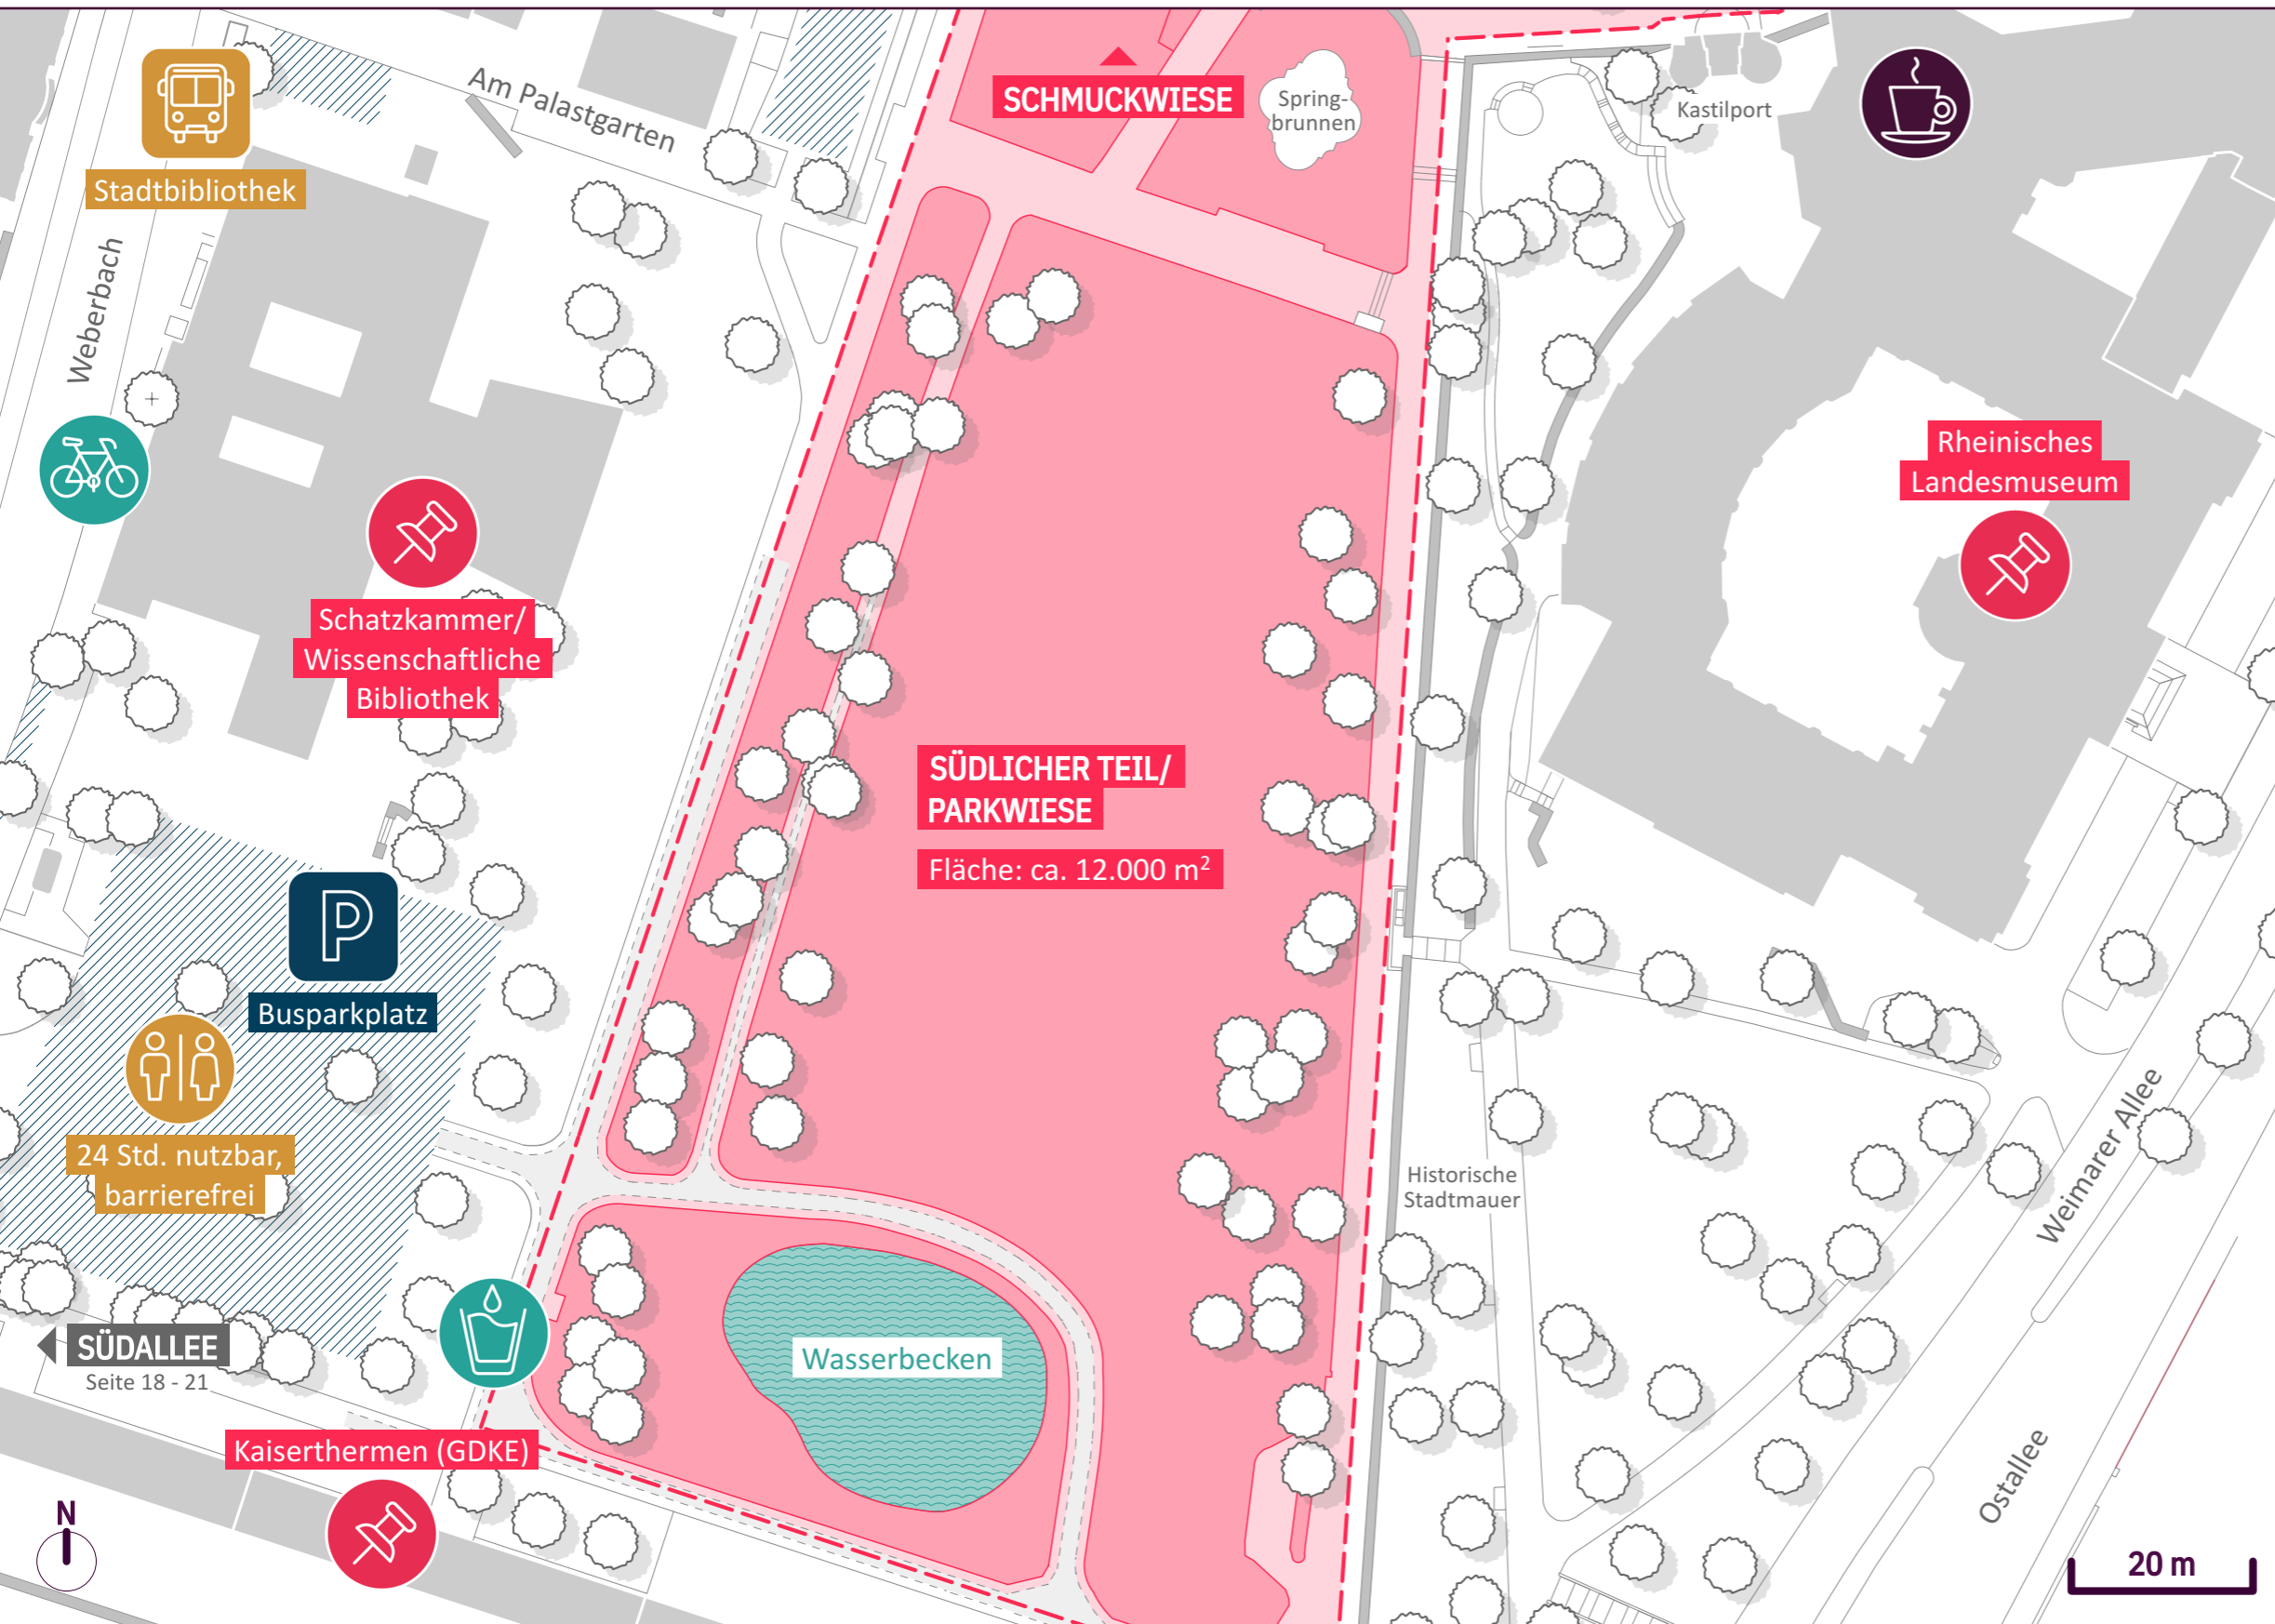 Am Palastgarten
SCHMUCKWIESE
Spring-
brunnen
Kastilport
Stadtbibliothek
Weberbach
Rheinisches
Landesmuseum
Schatzkammer/
Wissenschaftliche
Bibliothek
SÜDLICHER TEIL/
PARKWIESE
Fläche: ca. 12.000 m²
P
Busparkplatz
24 Std. nutzbar,
barrierefrei
Historische
Stadtmauer
Weimarer Allee
SÜDALLEE
Seite 18 - 21
Wasserbecken
Kaiserthermen (GDKE)
Ostallee
N
20 m